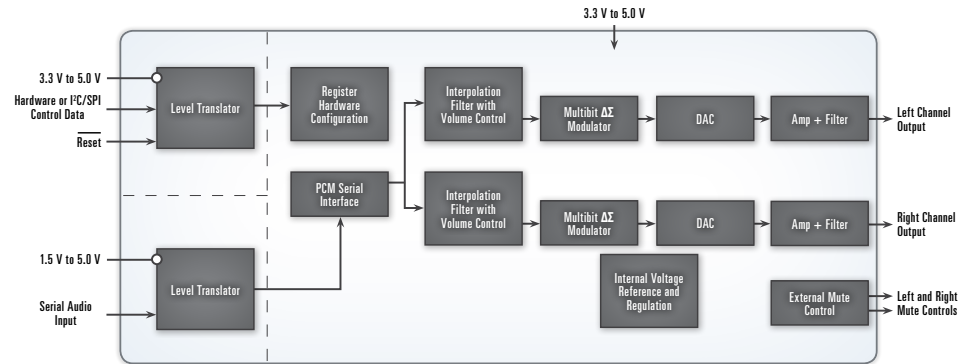 3.3 V to 5.0 V
3.3 V to 5.0 V
Hardware or I²C/SPI
Control Data
Reset
Level Translator
Register
Hardware
Configuration
Interpolation
Filter with
Volume Control
Multibit ΔΣ
Modulator
DAC
Amp + Filter
Left Channel
Output
PCM Serial
Interface
Interpolation
Filter with
Volume Control
Multibit ΔΣ
Modulator
DAC
Amp + Filter
Right Channel
Output
1.5 V to 5.0 V
Serial Audio
Input
Level Translator
Internal Voltage
Reference and
Regulation
External Mute
Control
Left and Right
Mute Controls